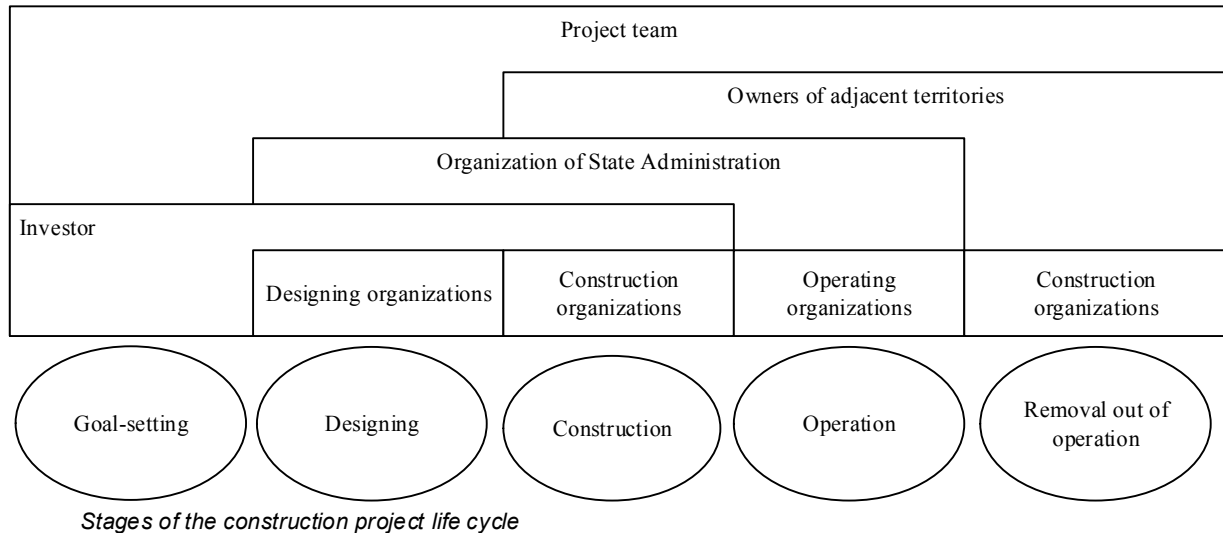 Project team
Owners of adjacent territories
Organization of State Administration
Investor
Designing organizations
Construction
organizations
Operating
organizations
Construction
organizations
Goal-setting
Designing
Construction
Operation
Removal out of
operation
Stages of the construction project life cycle